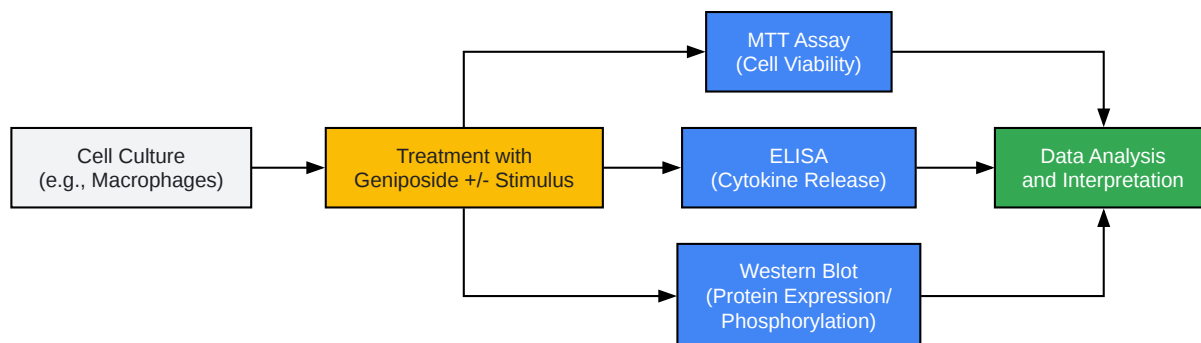 MTT Assay
(Cell Viability)
Cell Culture
(e.g., Macrophages)
Treatment with
Geniposide +/- Stimulus
ELISA
(Cytokine Release)
Data Analysis
and Interpretation
Western Blot
(Protein Expression/
Phosphorylation)